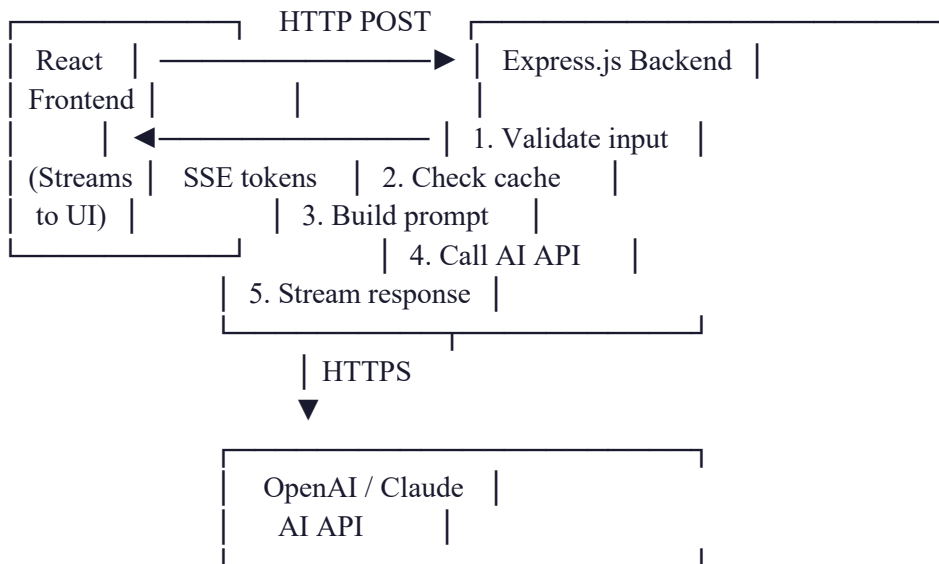 HTTP POST
React Express.js Backend
Frontend
1. Validate input
(Streams SSE tokens 2. Check cache
to UI) 3. Build prompt
4. Call AI API
5. Stream response
HTTPS
OpenAI / Claude
AI API